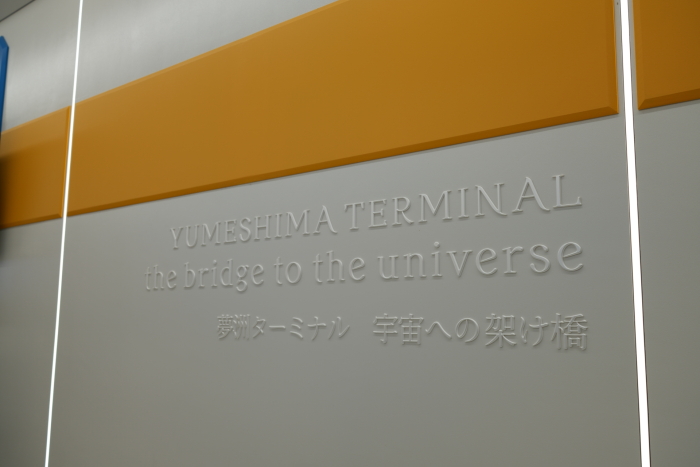 YUMESHIMA TERMINAL
the bridge to the universe
夢洲ターミナル 宇宙への架け橋